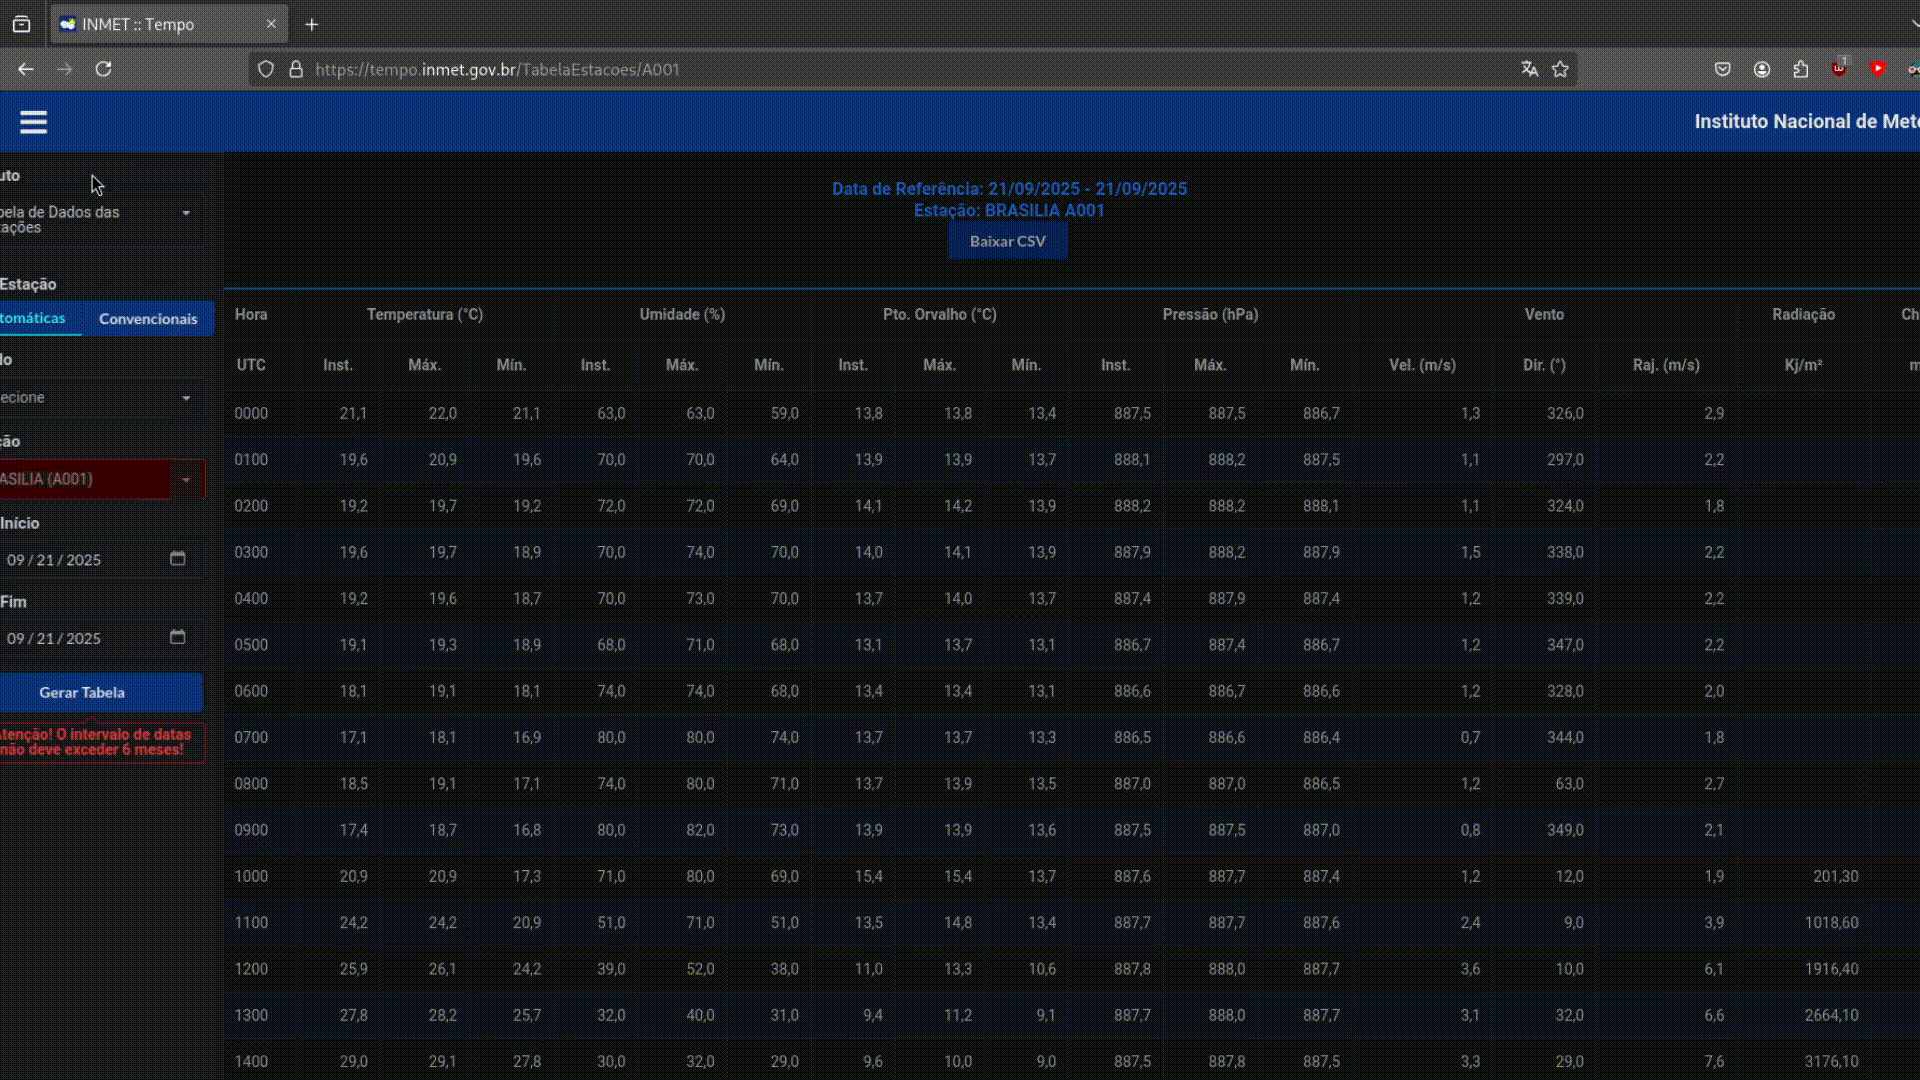 INMET :: Tempo
https://tempo.inmet.gov.br/TabelaEstacoes/A001
1
Instituto Nacional de Mete
uto
bela de Dados das
tações
Estação
tomáticas Convencionais
do
ecione
ção
ASILIA (A001)
Início
09 / 21 / 2025
Fim
09 / 21 / 2025
Gerar Tabela
Atenção! O intervalo de datas
não deve exceder 6 meses!
Data de Referência: 21/09/2025 - 21/09/2025
Estação: BRASILIA A001
Baixar CSV
Hora Temperatura (°C) Umidade (%) Pto. Orvalho (°C) Pressão (hPa) Vento Radiação Ch
UTC Inst. Máx. Mín. Inst. Máx. Mín. Inst. Máx. Mín. Inst. Máx. Mín. Vel. (m/s) Dir. (°) Raj. (m/s) Kj/m² m
0000 21,1 22,0 21,1 63,0 63,0 59,0 13,8 13,8 13,4 887,5 887,5 886,7 1,3 326,0 2,9
0100 19,6 20,9 19,6 70,0 70,0 64,0 13,9 13,9 13,7 888,1 888,2 887,5 1,1 297,0 2,2
0200 19,2 19,7 19,2 72,0 72,0 69,0 14,1 14,2 13,9 888,2 888,2 888,1 1,1 324,0 1,8
0300 19,6 19,7 18,9 70,0 74,0 70,0 14,0 14,1 13,9 887,9 888,2 887,9 1,5 338,0 2,2
0400 19,2 19,6 18,7 70,0 73,0 70,0 13,7 14,0 13,7 887,4 887,9 887,4 1,2 339,0 2,2
0500 19,1 19,3 18,9 68,0 71,0 68,0 13,1 13,7 13,1 886,7 887,4 886,7 1,2 347,0 2,2
0600 18,1 19,1 18,1 74,0 74,0 68,0 13,4 13,4 13,1 886,6 886,7 886,6 1,2 328,0 2,0
0700 17,1 18,1 16,9 80,0 80,0 74,0 13,7 13,7 13,3 886,5 886,6 886,4 0,7 344,0 1,8
0800 18,5 19,1 17,1 74,0 80,0 71,0 13,7 13,9 13,5 887,0 887,0 886,5 1,2 63,0 2,7
0900 17,4 18,7 16,8 80,0 82,0 73,0 13,9 13,9 13,6 887,5 887,5 887,0 0,8 349,0 2,1
1000 20,9 20,9 17,3 71,0 80,0 69,0 15,4 15,4 13,7 887,6 887,7 887,4 1,2 12,0 1,9 201,30
1100 24,2 24,2 20,9 51,0 71,0 51,0 13,5 14,8 13,4 887,7 887,7 887,6 2,4 9,0 3,9 1018,60
1200 25,9 26,1 24,2 39,0 52,0 38,0 11,0 13,3 10,6 887,8 888,0 887,7 3,6 10,0 6,1 1916,40
1300 27,8 28,2 25,7 32,0 40,0 31,0 9,4 11,2 9,1 887,7 888,0 887,7 3,1 32,0 6,6 2664,10
1400 29,0 29,1 27,8 30,0 32,0 29,0 9,6 10,0 9,0 887,5 887,8 887,5 3,3 29,0 7,6 3176,10